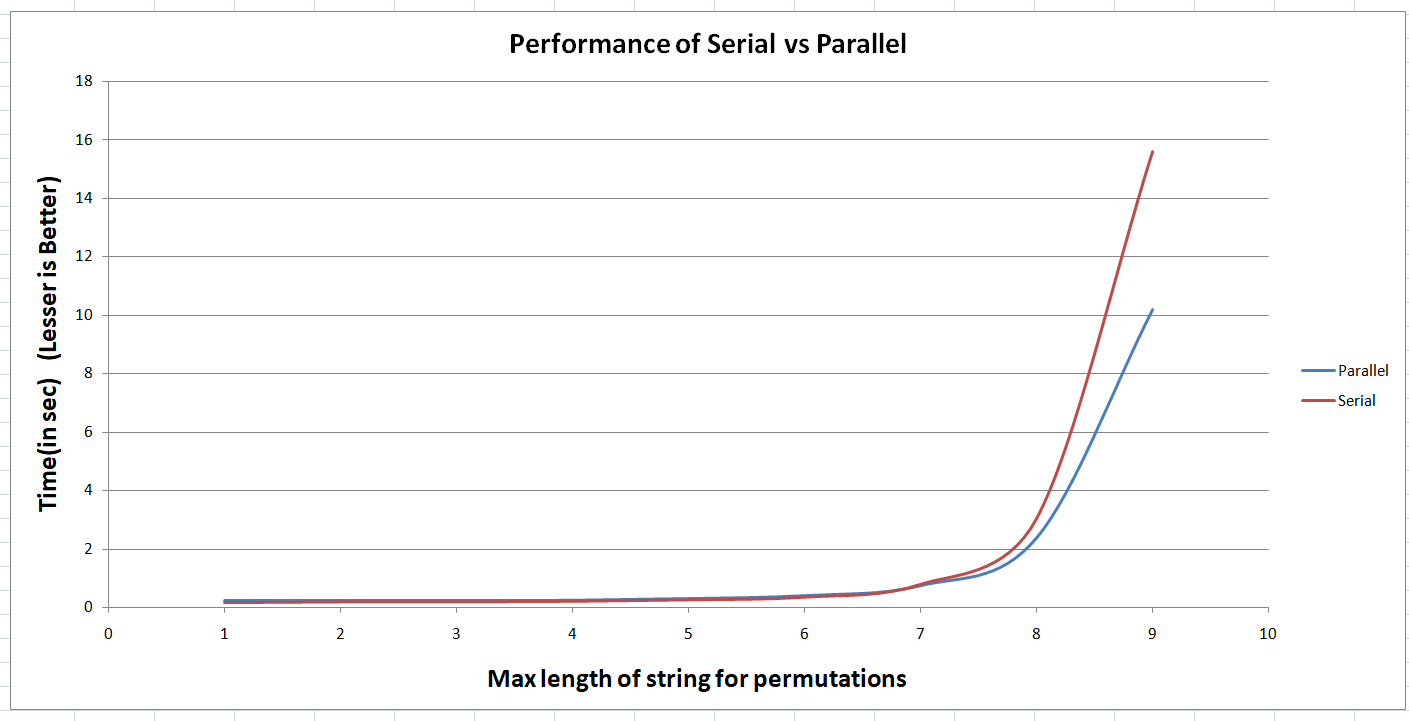 Performance of Serial vs Parallel
18
16
14
12
10
8
6
4
2
0
Time(in sec) (Lesser is Better)
0 1 2 3 4 5 6 7 8 9 10
Max length of string for permutations
Parallel
Serial